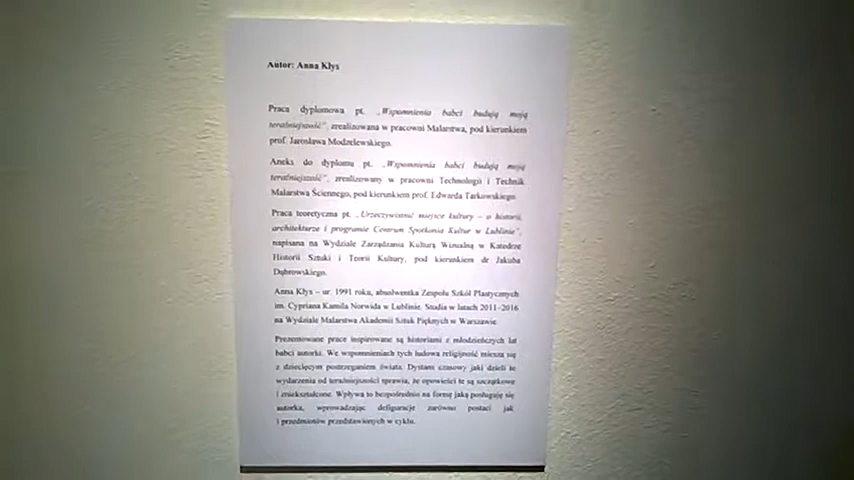 Autor: Anna Kłys
Praca dyplomowa pt. „Wspomnienia babci budują moją
teraźniejszość”, zrealizowana w pracowni Malarstwa, pod kierunkiem
prof. Jarosława Modzelewskiego.
Aneks do dyplomu pt. „Wspomnienia babci budują moją
teraźniejszość”, zrealizowany w pracowni Technologii i Technik
Malarstwa Ściennego, pod kierunkiem prof. Edwarda Tarkowskiego.
Praca teoretyczna pt. „Urzeczywistnić miejsce kultury – o historii,
architekturze i programie Centrum Spotkania Kultur w Lublinie”,
napisana na Wydziale Zarządzania Kulturą Wizualną w Katedrze
Historii Sztuki i Teorii Kultury, pod kierunkiem dr Jakuba
Dąbrowskiego.
Anna Kłys – ur. 1991 roku, absolwentka Zespołu Szkół Plastycznych
im. Cypriana Kamila Norwida w Lublinie. Studia w latach 2011–2016
na Wydziale Malarstwa Akademii Sztuk Pięknych w Warszawie.
Prezentowane prace inspirowane są historiami z młodzieńczych lat
babci autorki. We wspomnieniach tych ludowa religijność miesza się
z dziecięcym postrzeganiem świata. Dystans czasowy jaki dzieli te
wydarzenia od teraźniejszości sprawia, że opowieści te są szczątkowe
i zniekształcone. Wpływa to bezpośrednio na formę jaką posługuje się
autorka, wprowadzając deformacje zarówno postaci jak
i przedmiotów przedstawionych w cyklu.